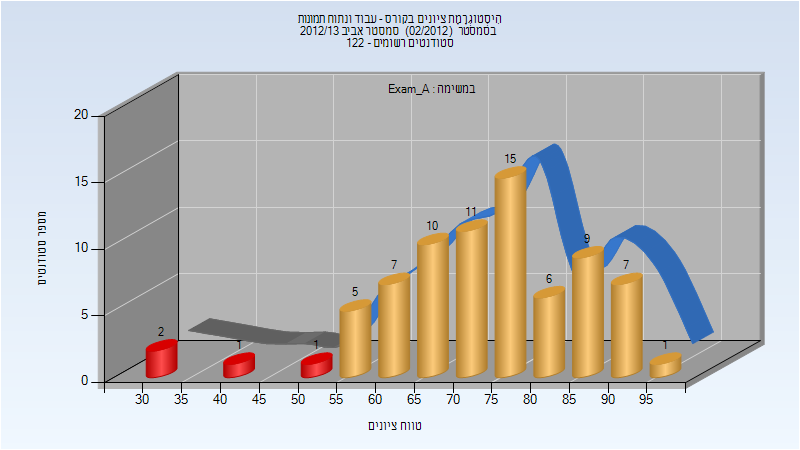 היסטוגרמת ציונים בקורס - עבוד ונתוח תמונות
בסמסטר (02/2012) סמסטר אביב 2012/13
סטודנטים רשומים - 122
במשימה : Exam_A
מספר סטודנטים
20
15
10
5
0
2
1
1
5
7
10
11
15
6
9
7
1
30 35 40 45 50 55 60 65 70 75 80 85 90 95
טווח ציונים